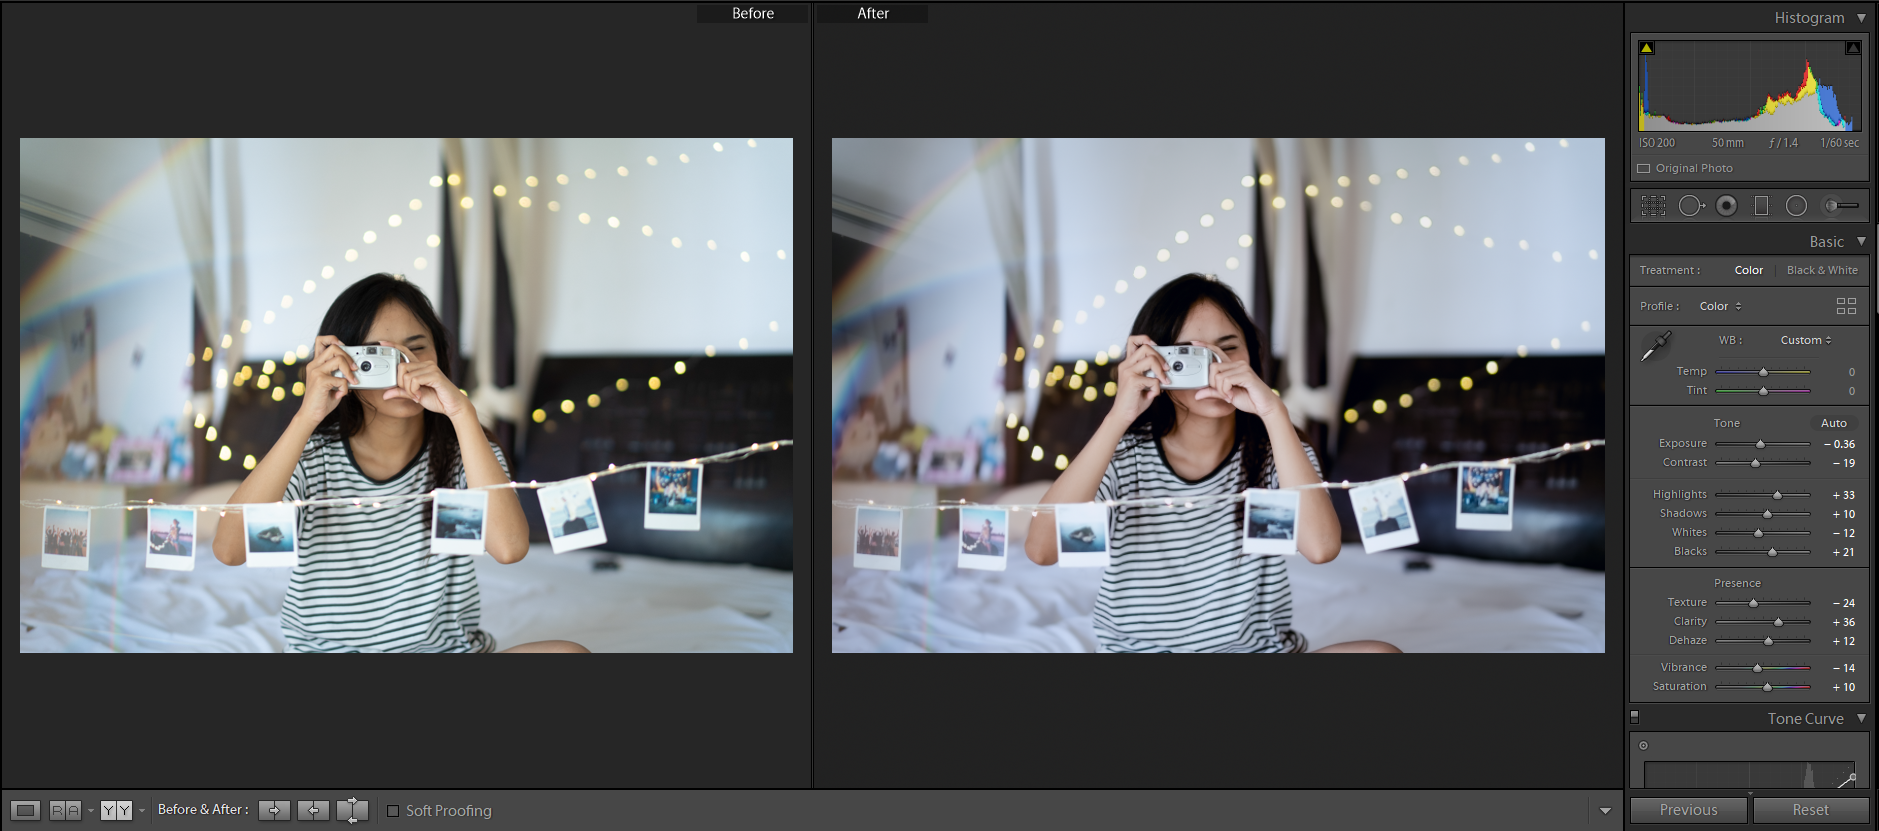 Before
After
Histogram
ISO 200 50 mm ƒ / 1.4 1/60 sec
Original Photo
Basic
Treatment : Color Black & White
Profile : Color
WB : Custom
Temp 0
Tint 0
Tone Auto
Exposure – 0.36
Contrast – 19
Highlights + 33
Shadows + 10
Whites – 12
Blacks + 21
Presence
Texture – 24
Clarity + 36
Dehaze + 12
Vibrance – 14
Saturation + 10
Tone Curve
R A Y Y Before & After : Soft Proofing
Previous Reset